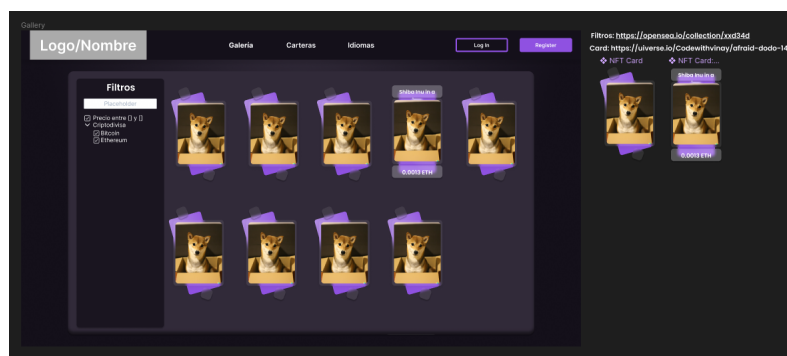 Gallery
Logo/Nombre
Galería
Carteras
Idiomas
Log in
Register
Filtros
Placeholder
Precio entre [] y []
Criptodivisa
Bitcoin
Ethereum
Shiba Inu in a
0.0013 ETH
Filtros: https://opensea.io/collection/xxd34d
Card: https://uiverse.io/Codewithvinay/afraid-dodo-14
NFT Card
NFT Card:...
Shiba Inu in a
0.0013 ETH